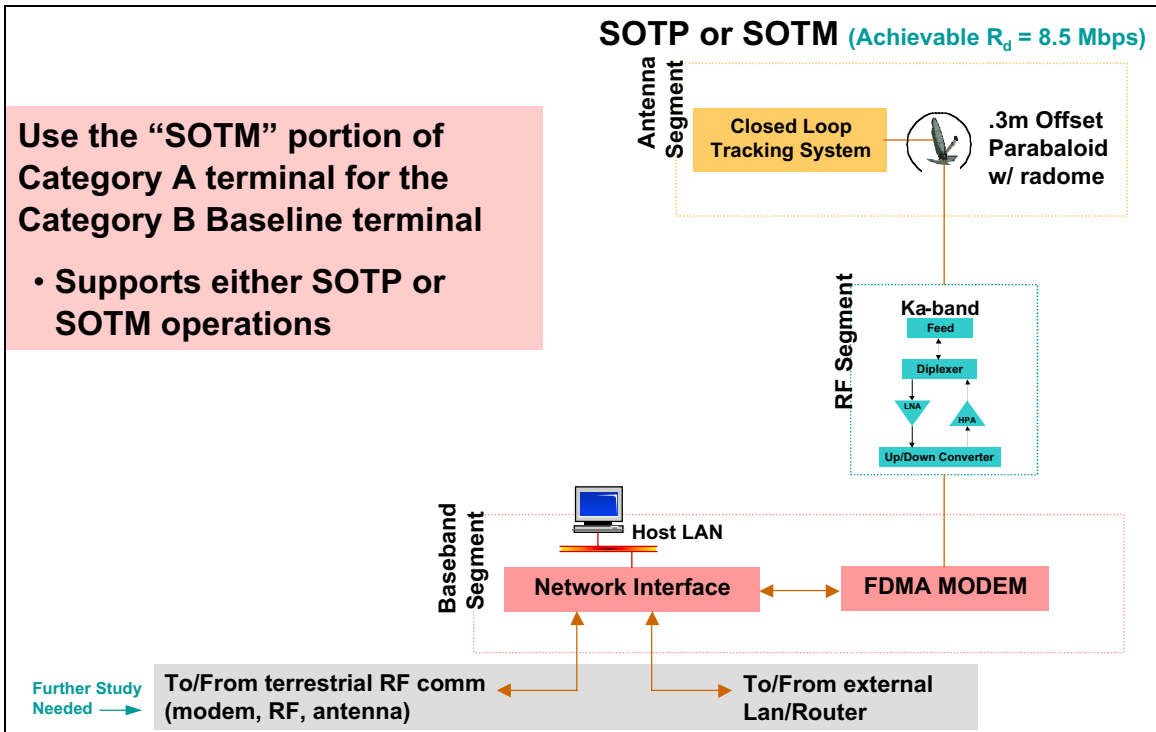 SOTP or SOTM (Achievable Rd = 8.5 Mbps)
Use the “SOTM” portion of
Category A terminal for the
Category B Baseline terminal
• Supports either SOTP or
SOTM operations
Antenna
Segment
Closed Loop
Tracking System
.3m Offset
Parabaloid
w/ radome
RF Segment
Ka-band
Feed
Diplexer
LNA
HPA
Up/Down Converter
Baseband
Segment
Host LAN
Network Interface
FDMA MODEM
Further Study
Needed
To/From terrestrial RF comm
(modem, RF, antenna)
To/From external
Lan/Router